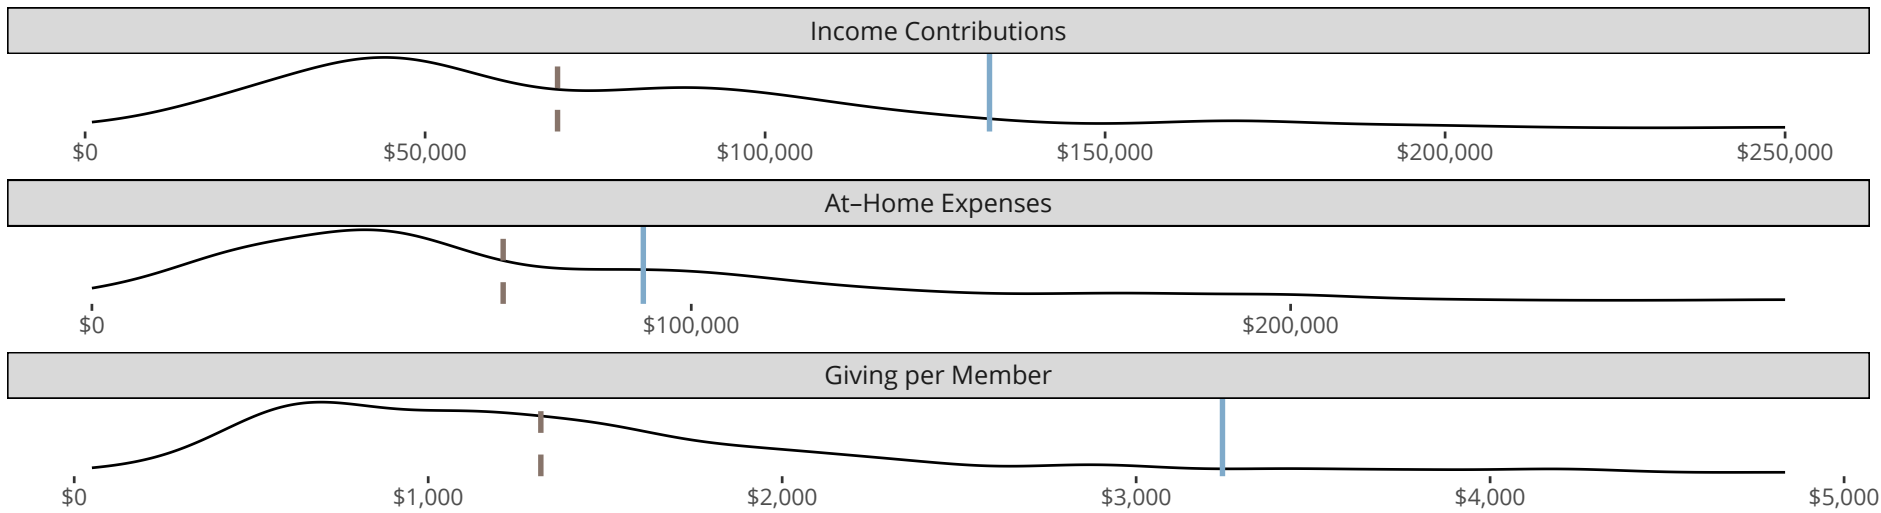 Income Contributions
$0 $50,000 $100,000 $150,000 $200,000 $250,000
At–Home Expenses
$0 $100,000 $200,000
Giving per Member
$0 $1,000 $2,000 $3,000 $4,000 $5,000